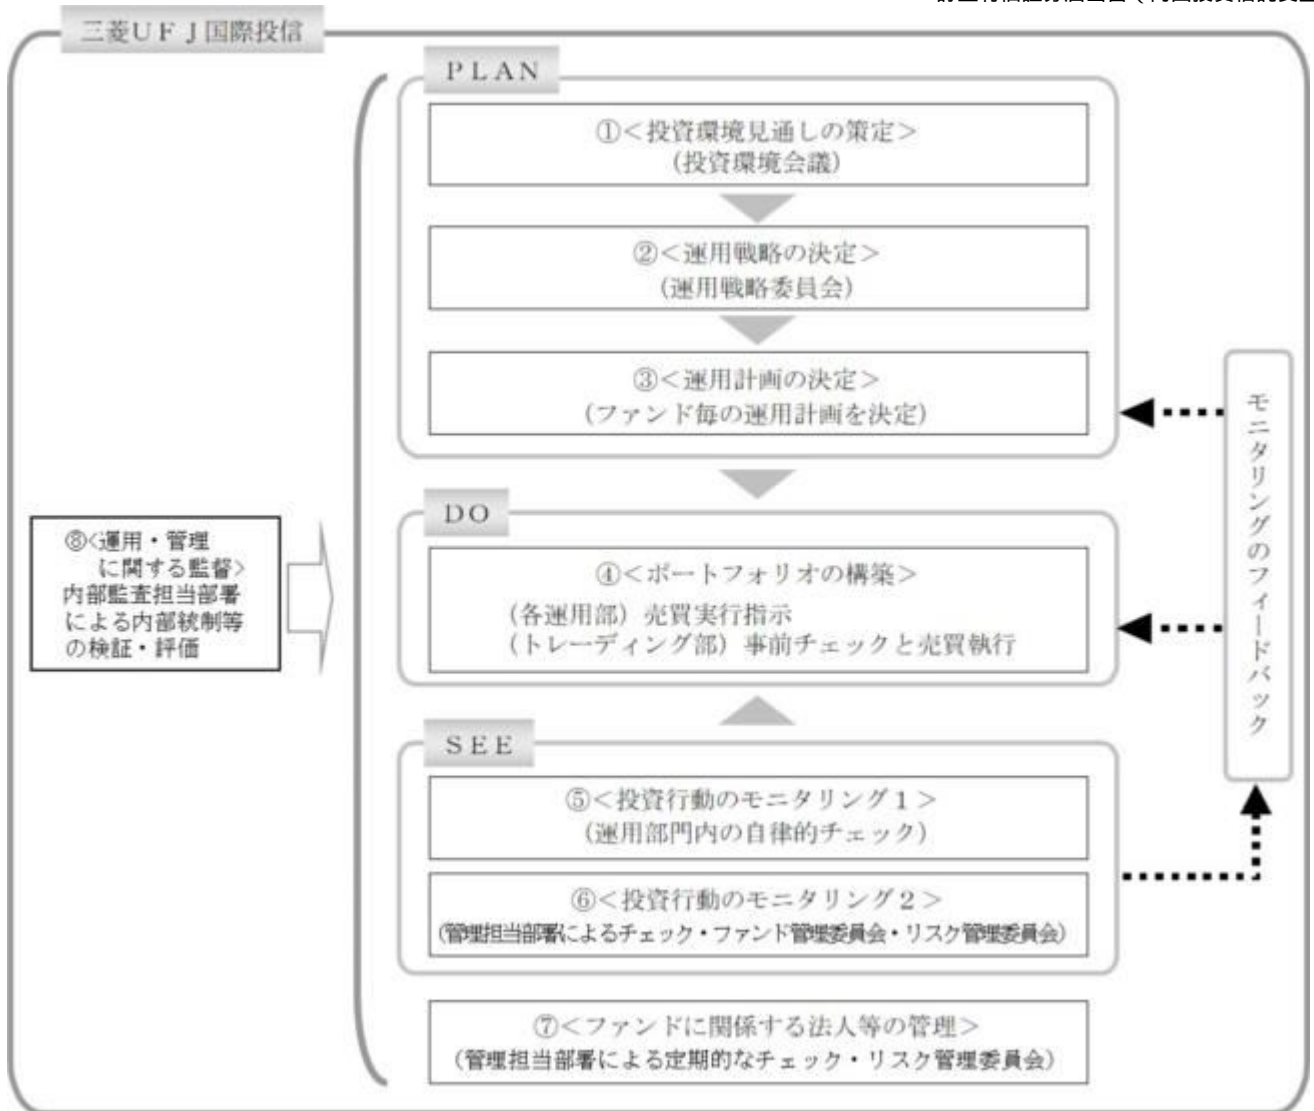 三菱ＵＦＪ国際投信
ＰＬＡＮ
①＜投資環境見通しの策定＞
（投資環境会議）
②＜運用戦略の決定＞
（運用戦略委員会）
③＜運用計画の決定＞
（ファンド毎の運用計画を決定）
モニタリングのフィードバック
ＤＯ
④＜ポートフォリオの構築＞
（各運用部）売買実行指示
（トレーディング部）事前チェックと売買執行
⑧<運用・管理
に関する監督>
内部監査担当部署
による内部統制等
の検証・評価
ＳＥＥ
⑤＜投資行動のモニタリング１＞
（運用部門内の自律的チェック）
⑥＜投資行動のモニタリング２＞
（管理担当部署によるチェック・ファンド管理委員会・リスク管理委員会）
⑦＜ファンドに関係する法人等の管理＞
（管理担当部署による定期的なチェック・リスク管理委員会）